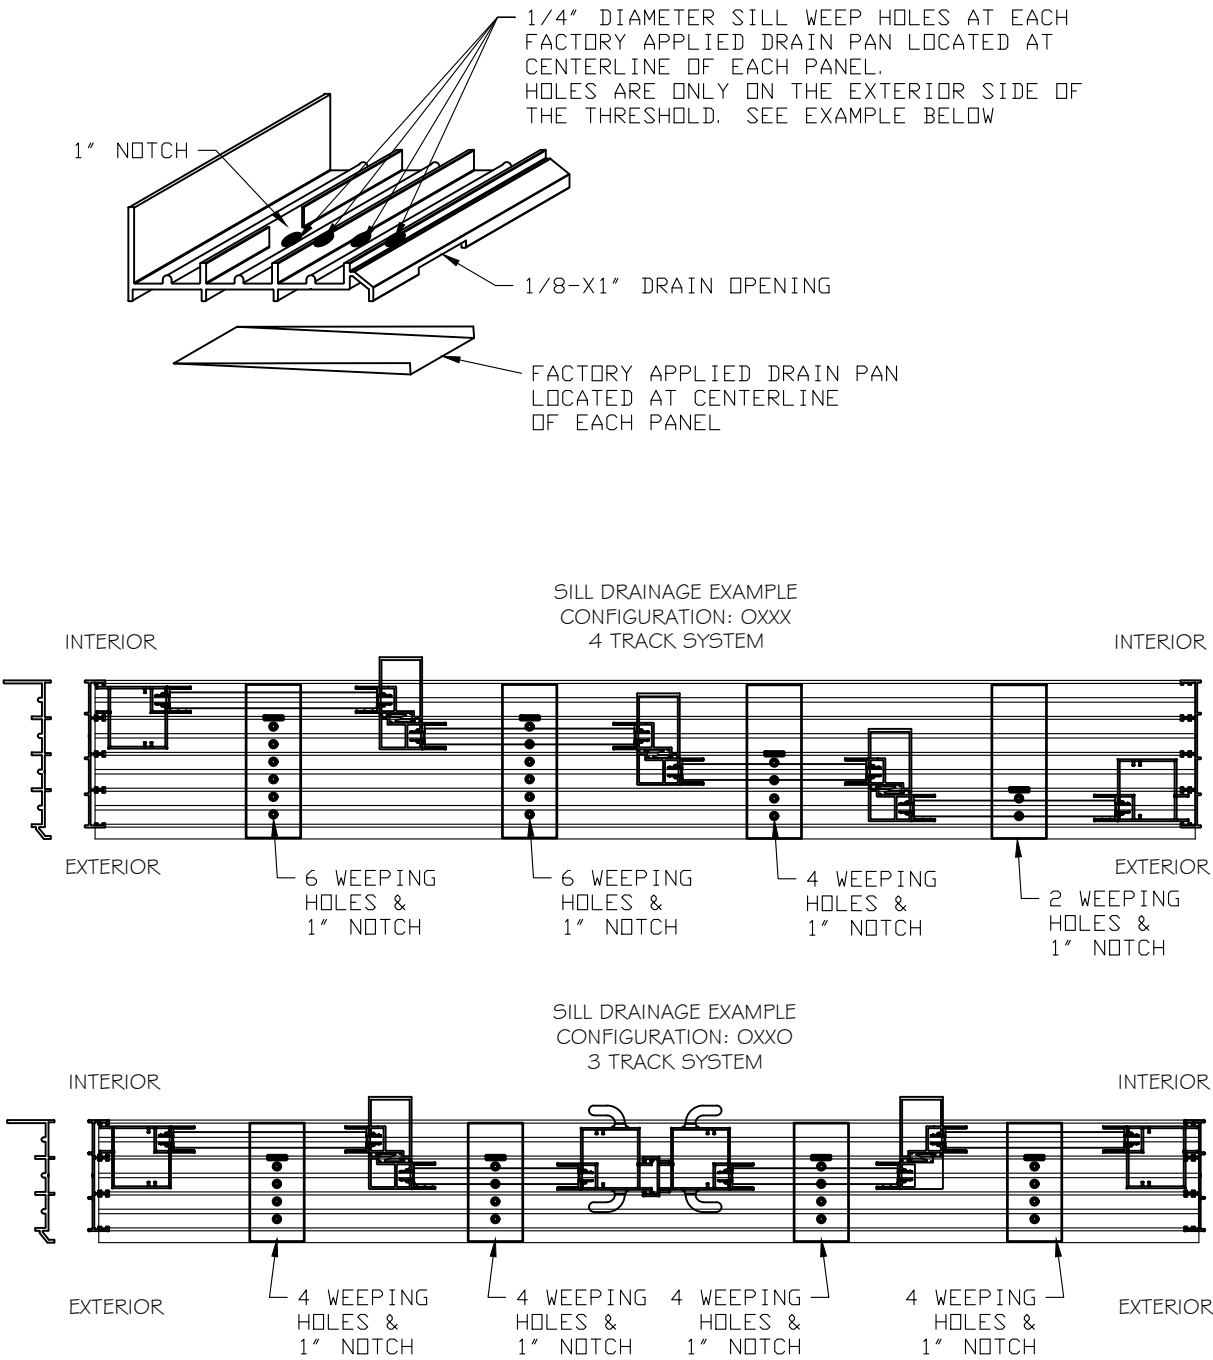 1/4" DIAMETER SILL WEEP HOLES AT EACH
FACTORY APPLIED DRAIN PAN LOCATED AT
CENTERLINE OF EACH PANEL.
HOLES ARE ONLY ON THE EXTERIOR SIDE OF
THE THRESHOLD. SEE EXAMPLE BELOW
1" NOTCH
1/8-X1" DRAIN OPENING
FACTORY APPLIED DRAIN PAN
LOCATED AT CENTERLINE
OF EACH PANEL
SILL DRAINAGE EXAMPLE
CONFIGURATION: OXXX
4 TRACK SYSTEM
INTERIOR
INTERIOR
EXTERIOR
EXTERIOR
6 WEEPING
HOLES &
1" NOTCH
6 WEEPING
HOLES &
1" NOTCH
4 WEEPING
HOLES &
1" NOTCH
2 WEEPING
HOLES &
1" NOTCH
SILL DRAINAGE EXAMPLE
CONFIGURATION: OXXO
3 TRACK SYSTEM
INTERIOR
INTERIOR
EXTERIOR
4 WEEPING
HOLES &
1" NOTCH
4 WEEPING
HOLES &
1" NOTCH
4 WEEPING
HOLES &
1" NOTCH
4 WEEPING
HOLES &
1" NOTCH
EXTERIOR